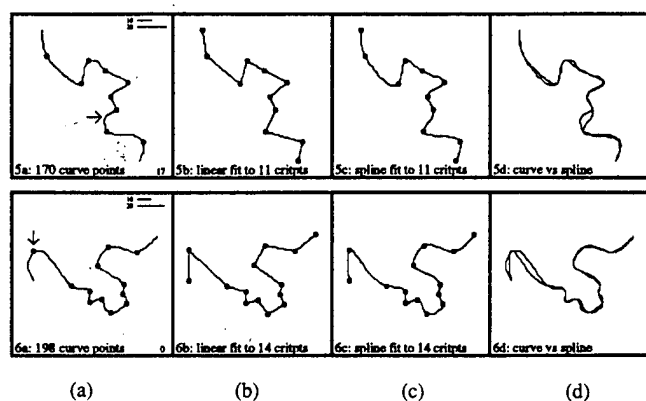 5a: 170 curve points 17
5b: linear fit to 11 critpts
5c: spline fit to 11 critpts
5d: curve vs spline
6a: 198 curve points 0
6b: linear fit to 14 critpts
6c: spline fit to 14 critpts
6d: curve vs spline
(a) (b) (c) (d)